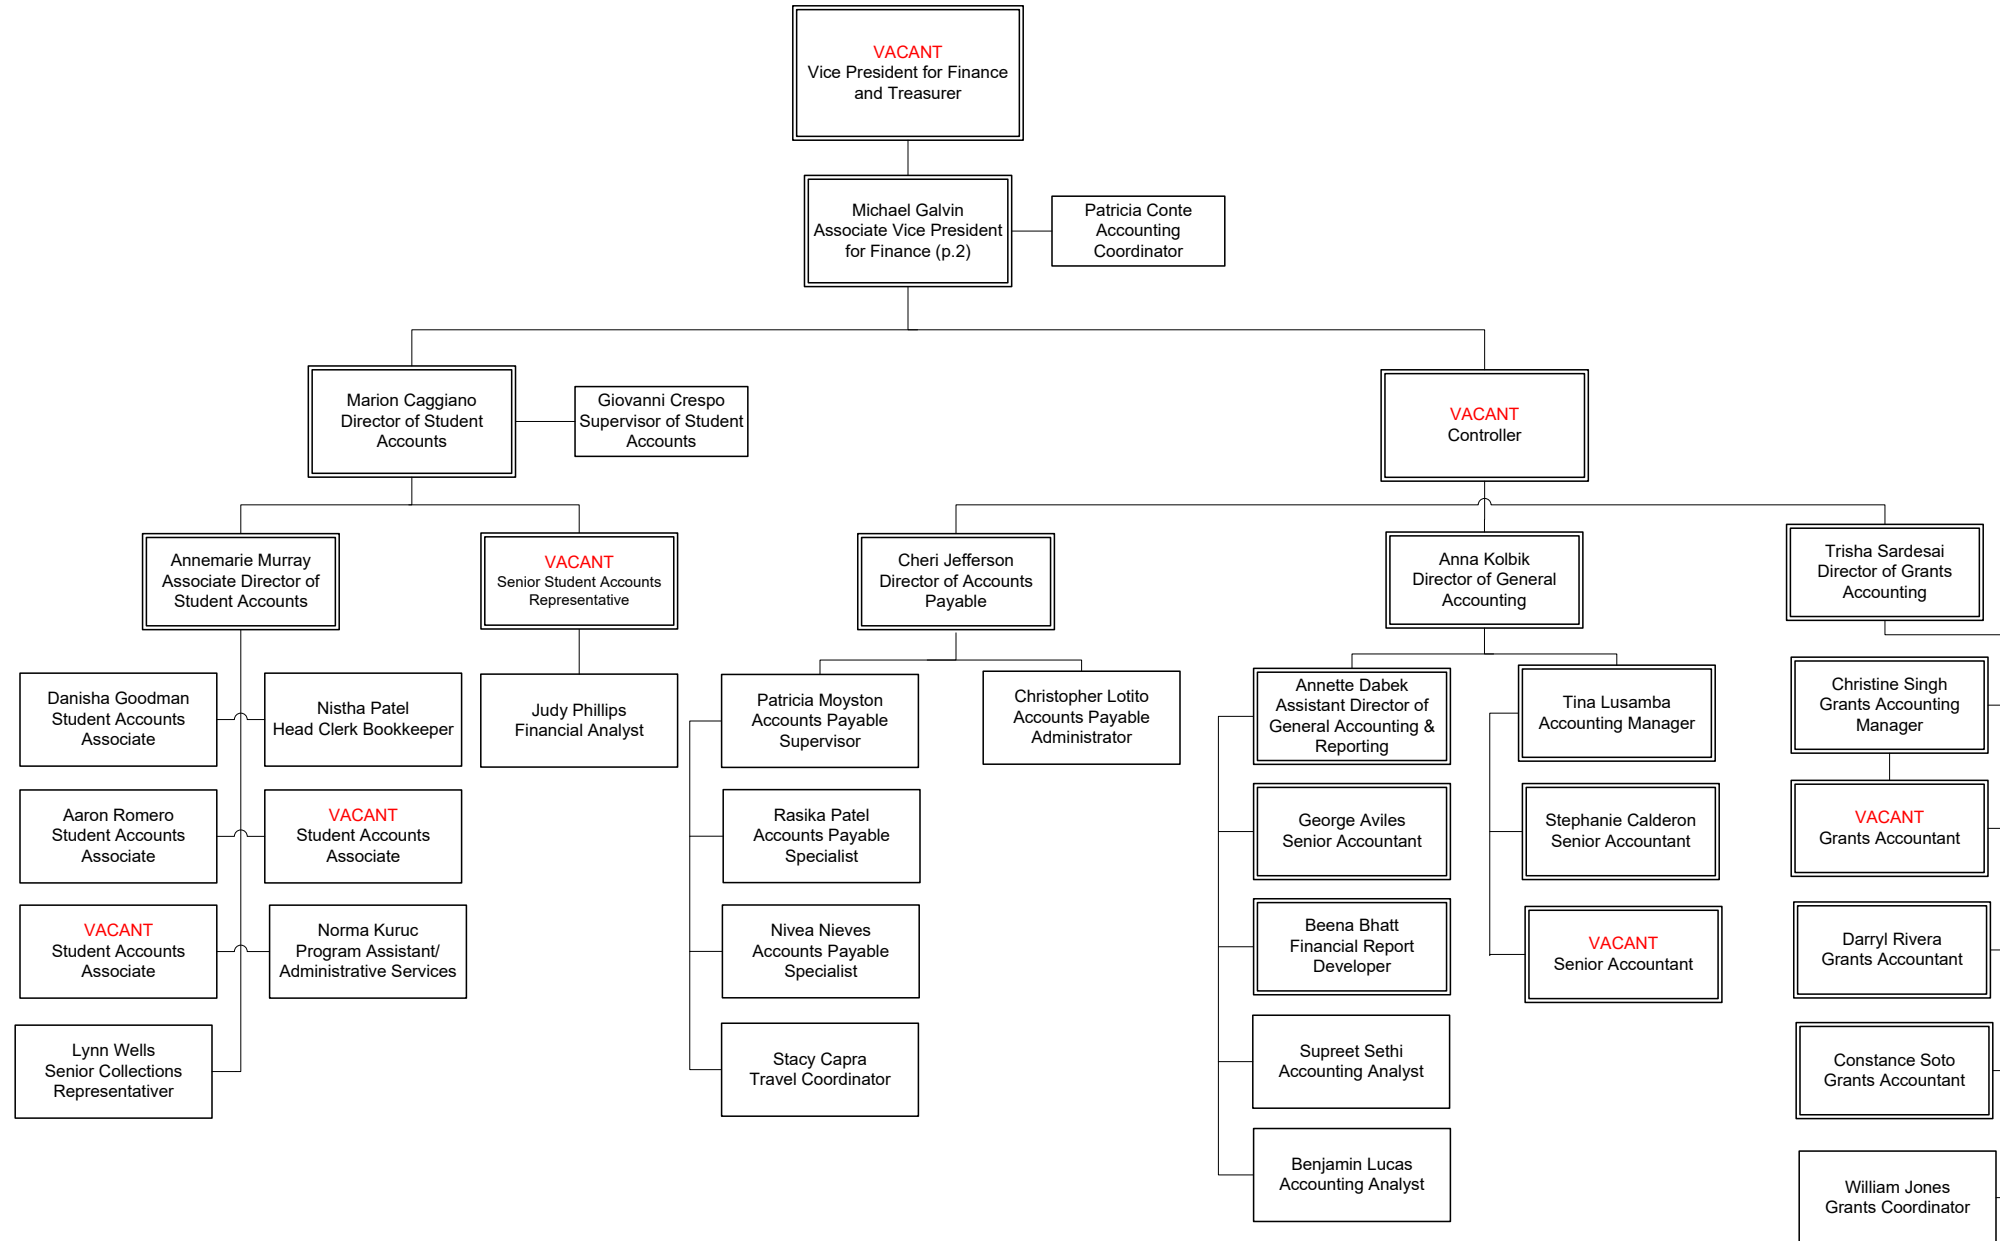 VACANT
Vice President for Finance
and Treasurer
Michael Galvin
Associate Vice President
for Finance (p.2)
Patricia Conte
Accounting
Coordinator
Marion Caggiano
Director of Student
Accounts
Giovanni Crespo
Supervisor of Student
Accounts
VACANT
Controller
Annemarie Murray
Associate Director of
Student Accounts
VACANT
Senior Student Accounts
Representative
Cheri Jefferson
Director of Accounts
Payable
Anna Kolbik
Director of General
Accounting
Trisha Sardesai
Director of Grants
Accounting
Danisha Goodman
Student Accounts
Associate
Nistha Patel
Head Clerk Bookkeeper
Judy Phillips
Financial Analyst
Patricia Moyston
Accounts Payable
Supervisor
Christopher Lotito
Accounts Payable
Administrator
Annette Dabek
Assistant Director of
General Accounting &
Reporting
Tina Lusamba
Accounting Manager
Christine Singh
Grants Accounting
Manager
Aaron Romero
Student Accounts
Associate
VACANT
Student Accounts
Associate
Rasika Patel
Accounts Payable
Specialist
George Aviles
Senior Accountant
Stephanie Calderon
Senior Accountant
VACANT
Grants Accountant
VACANT
Student Accounts
Associate
Norma Kuruc
Program Assistant/
Administrative Services
Nivea Nieves
Accounts Payable
Specialist
Beena Bhatt
Financial Report
Developer
VACANT
Senior Accountant
Darryl Rivera
Grants Accountant
Lynn Wells
Senior Collections
Representativer
Stacy Capra
Travel Coordinator
Supreet Sethi
Accounting Analyst
Constance Soto
Grants Accountant
Benjamin Lucas
Accounting Analyst
William Jones
Grants Coordinator